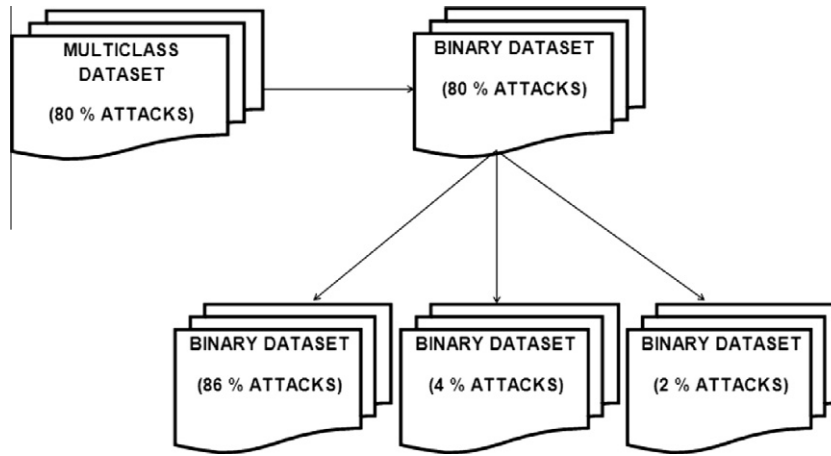 MULTICLASS
DATASET
(80 % ATTACKS)
BINARY DATASET
(80 % ATTACKS)
BINARY DATASET
(86 % ATTACKS)
BINARY DATASET
(4 % ATTACKS)
BINARY DATASET
(2 % ATTACKS)